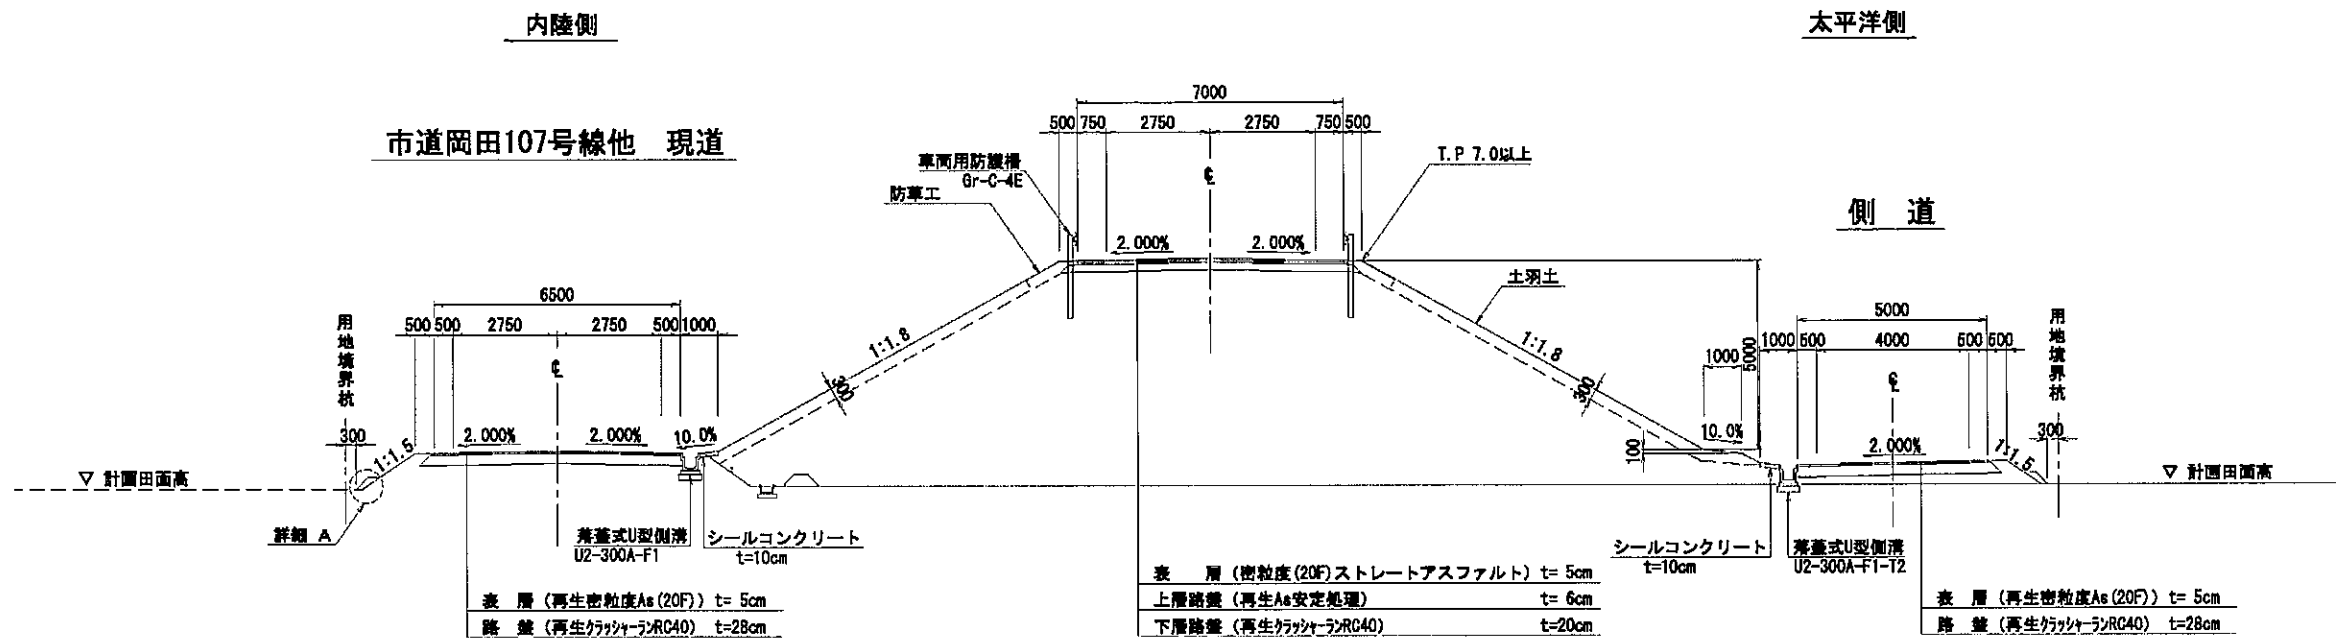 内陸側
太平洋側
市道岡田107号線他 現道
側 道
7000
500 750 2750 2750 750 500
車両用防護柵
Gr-C-4E
防草工
T.P 7.0以上
℄
2.000% 2.000%
土羽土
1:1.8
300
1:1.8
300
6500
500 500 2750 2750 500 1000
用地境界杭
℄
300
1:1.5
2.000% 2.000% 10.0%
▽ 計画田面高
詳細 A
落蓋式U型側溝
U2-300A-F1
シールコンクリート
t=10cm
表 層 (再生密粒度As(20F)) t= 5cm
路 盤 (再生クラッシャーランRC40) t=28cm
表 層 (密粒度(20F)ストレートアスファルト) t= 5cm
上層路盤 (再生As安定処理) t= 6cm
下層路盤 (再生クラッシャーランRC40) t=20cm
5000
1000
5000
1000 500 4000 500 500
用地境界杭
℄
10.0%
100
2.000%
1:1.5
300
▽ 計画田面高
シールコンクリート
t=10cm
落蓋式U型側溝
U2-300A-F1-T2
表 層 (再生密粒度As(20F)) t= 5cm
路 盤 (再生クラッシャーランRC40) t=28cm